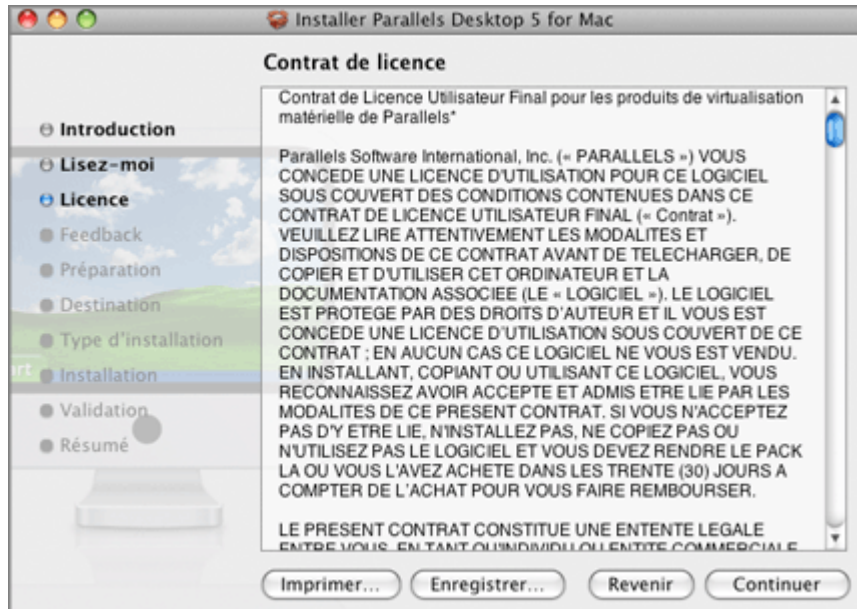 Installer Parallels Desktop 5 for Mac
Contrat de licence
Introduction
Lisez-moi
Licence
Feedback
Préparation
Destination
Type d'installation
Installation
Validation
Résumé
Contrat de Licence Utilisateur Final pour les produits de virtualisation
matérielle de Parallels*
Parallels Software International, Inc. (« PARALLELS ») VOUS
CONCEDE UNE LICENCE D'UTILISATION POUR CE LOGICIEL
SOUS COUVERT DES CONDITIONS CONTENUES DANS CE
CONTRAT DE LICENCE UTILISATEUR FINAL (« Contrat »).
VEUILLEZ LIRE ATTENTIVEMENT LES MODALITES ET
DISPOSITIONS DE CE CONTRAT AVANT DE TELECHARGER, DE
COPIER ET D'UTILISER CET ORDINATEUR ET LA
DOCUMENTATION ASSOCIEE (LE « LOGICIEL »). LE LOGICIEL
EST PROTEGE PAR DES DROITS D'AUTEUR ET IL VOUS EST
CONCEDE UNE LICENCE D'UTILISATION SOUS COUVERT DE CE
CONTRAT ; EN AUCUN CAS CE LOGICIEL NE VOUS EST VENDU.
EN INSTALLANT, COPIANT OU UTILISANT CE LOGICIEL, VOUS
RECONNAISSEZ AVOIR ACCEPTE ET ADMIS ETRE LIE PAR LES
MODALITES DE CE PRESENT CONTRAT. SI VOUS N'ACCEPTEZ
PAS D'Y ETRE LIE, N'INSTALLEZ PAS, NE COPIEZ PAS OU
N'UTILISEZ PAS LE LOGICIEL ET VOUS DEVEZ RENDRE LE PACK
LA OU VOUS L'AVEZ ACHETE DANS LES TRENTE (30) JOURS A
COMPTER DE L'ACHAT POUR VOUS FAIRE REMBOURSER.
LE PRESENT CONTRAT CONSTITUE UNE ENTENTE LEGALE
ENTRE VOUS, EN TANT QU'INDIVIDU OU ENTITE COMMERCIALE
Imprimer... Enregistrer... Revenir Continuer